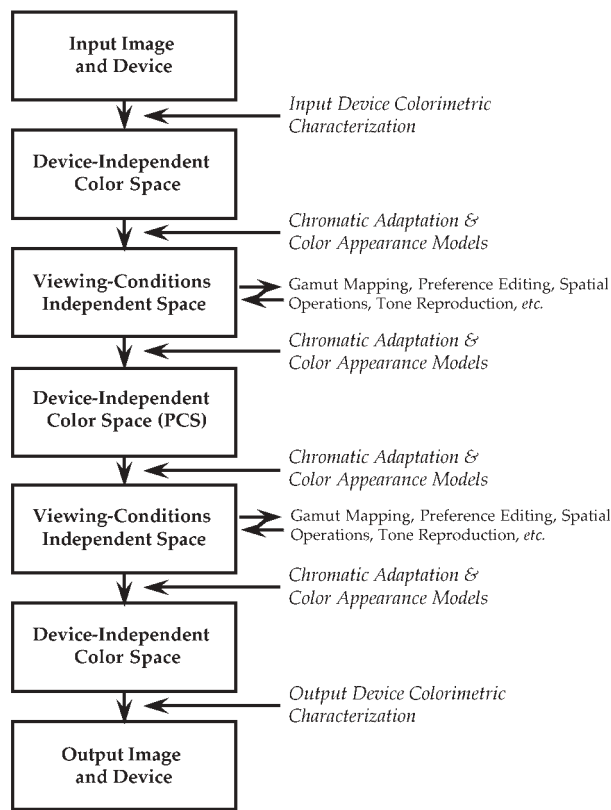 Input Image
and Device
Input Device Colorimetric
Characterization
Device-Independent
Color Space
Chromatic Adaptation &
Color Appearance Models
Viewing-Conditions
Independent Space
Gamut Mapping, Preference Editing, Spatial
Operations, Tone Reproduction, etc.
Chromatic Adaptation &
Color Appearance Models
Device-Independent
Color Space (PCS)
Chromatic Adaptation &
Color Appearance Models
Viewing-Conditions
Independent Space
Gamut Mapping, Preference Editing, Spatial
Operations, Tone Reproduction, etc.
Chromatic Adaptation &
Color Appearance Models
Device-Independent
Color Space
Output Device Colorimetric
Characterization
Output Image
and Device